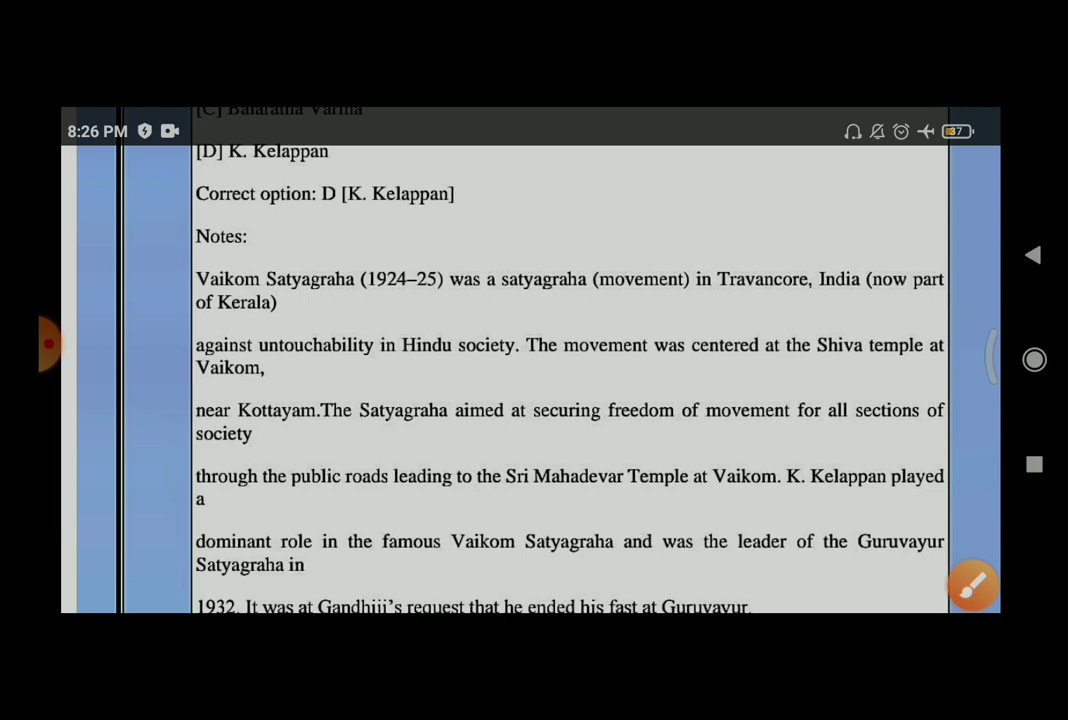 [C] Balarama Varma
8:26 PM
37
[D] K. Kelappan
Correct option: D [K. Kelappan]
Notes:
Vaikom Satyagraha (1924–25) was a satyagraha (movement) in Travancore, India (now part
of Kerala)
against untouchability in Hindu society. The movement was centered at the Shiva temple at
Vaikom,
near Kottayam.The Satyagraha aimed at securing freedom of movement for all sections of
society
through the public roads leading to the Sri Mahadevar Temple at Vaikom. K. Kelappan played
a
dominant role in the famous Vaikom Satyagraha and was the leader of the Guruvayur
Satyagraha in
1932. It was at Gandhiji’s request that he ended his fast at Guruvayur.